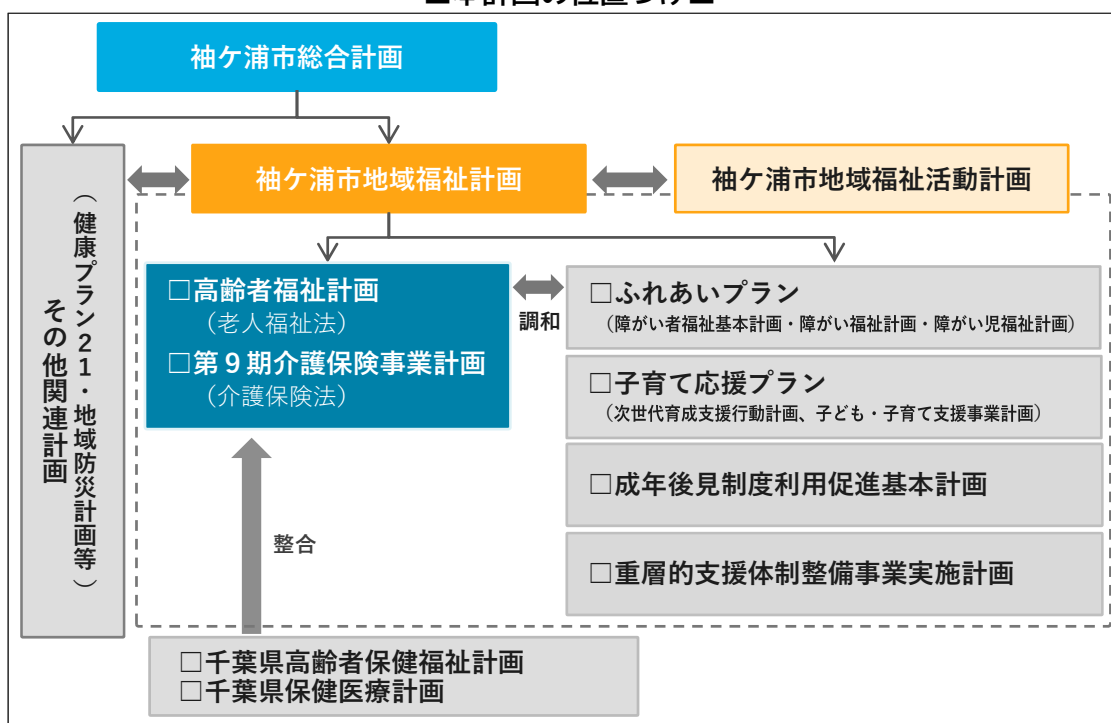 袖ケ浦市総合計画
袖ケ浦市地域福祉計画
袖ケ浦市地域福祉活動計画
その他関連計画
（健康プラン２１・地域防災計画等）
□高齢者福祉計画
（老人福祉法）
□第９期介護保険事業計画
（介護保険法）
調和
□ふれあいプラン
（障がい者福祉基本計画・障がい福祉計画・障がい児福祉計画）
□子育て応援プラン
（次世代育成支援行動計画、子ども・子育て支援事業計画）
□成年後見制度利用促進基本計画
□重層的支援体制整備事業実施計画
整合
□千葉県高齢者保健福祉計画
□千葉県保健医療計画